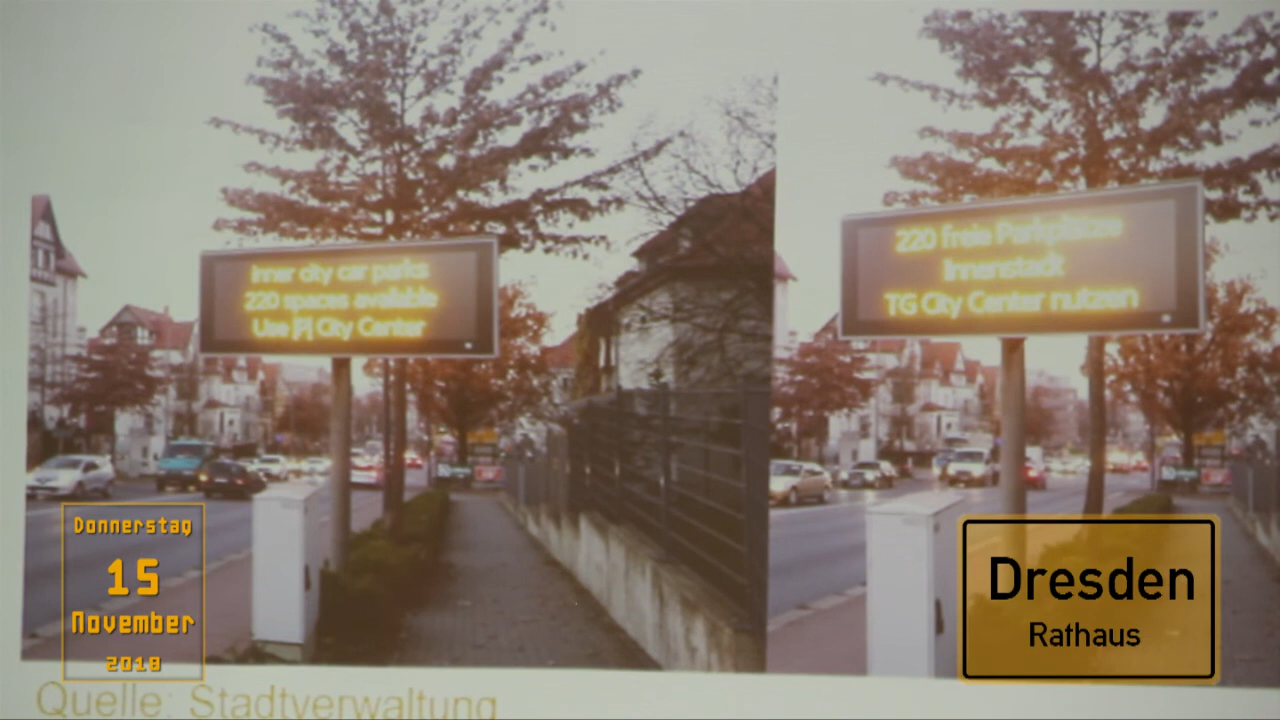 Inner city car parks
220 spaces available
Use [P] City Center
220 freie Parkplätze
Innenstadt
TG City Center nutzen
Donnerstag
15
November
2018
Dresden
Rathaus
Quelle: Stadtverwaltung